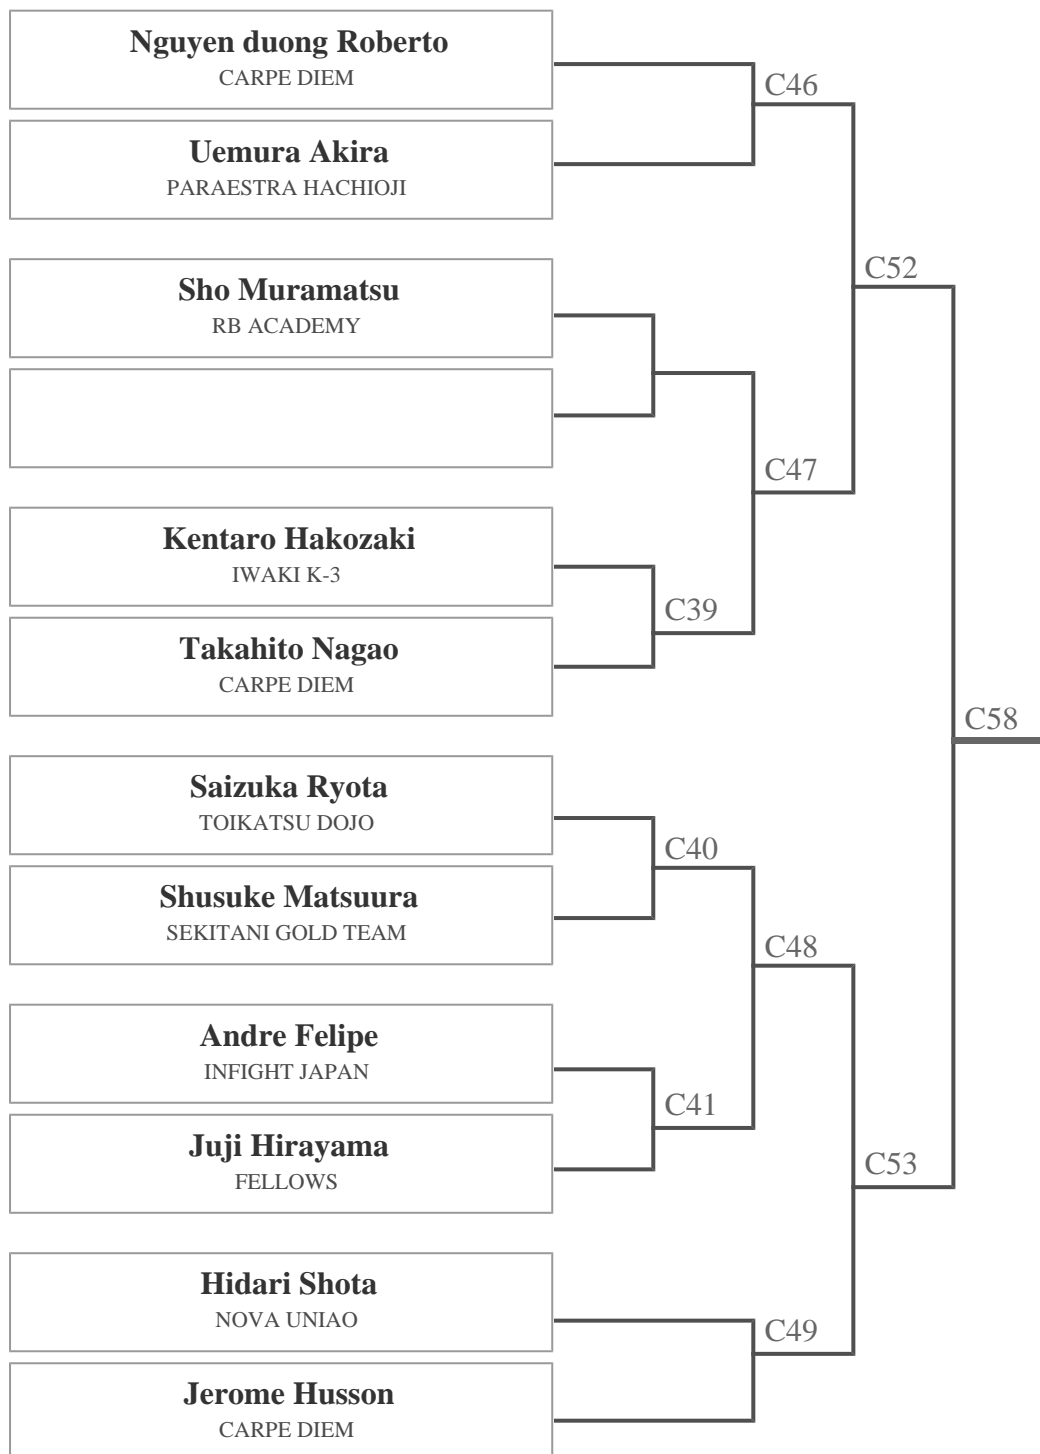 Nguyen duong Roberto
CARPE DIEM
C46
Uemura Akira
PARAESTRA HACHIOJI
C52
Sho Muramatsu
RB ACADEMY
C47
Kentaro Hakozaki
IWAKI K-3
C39
Takahito Nagao
CARPE DIEM
C58
Saizuka Ryota
TOIKATSU DOJO
C40
Shusuke Matsuura
SEKITANI GOLD TEAM
C48
Andre Felipe
INFIGHT JAPAN
C41
Juji Hirayama
FELLOWS
C53
Hidari Shota
NOVA UNIAO
C49
Jerome Husson
CARPE DIEM